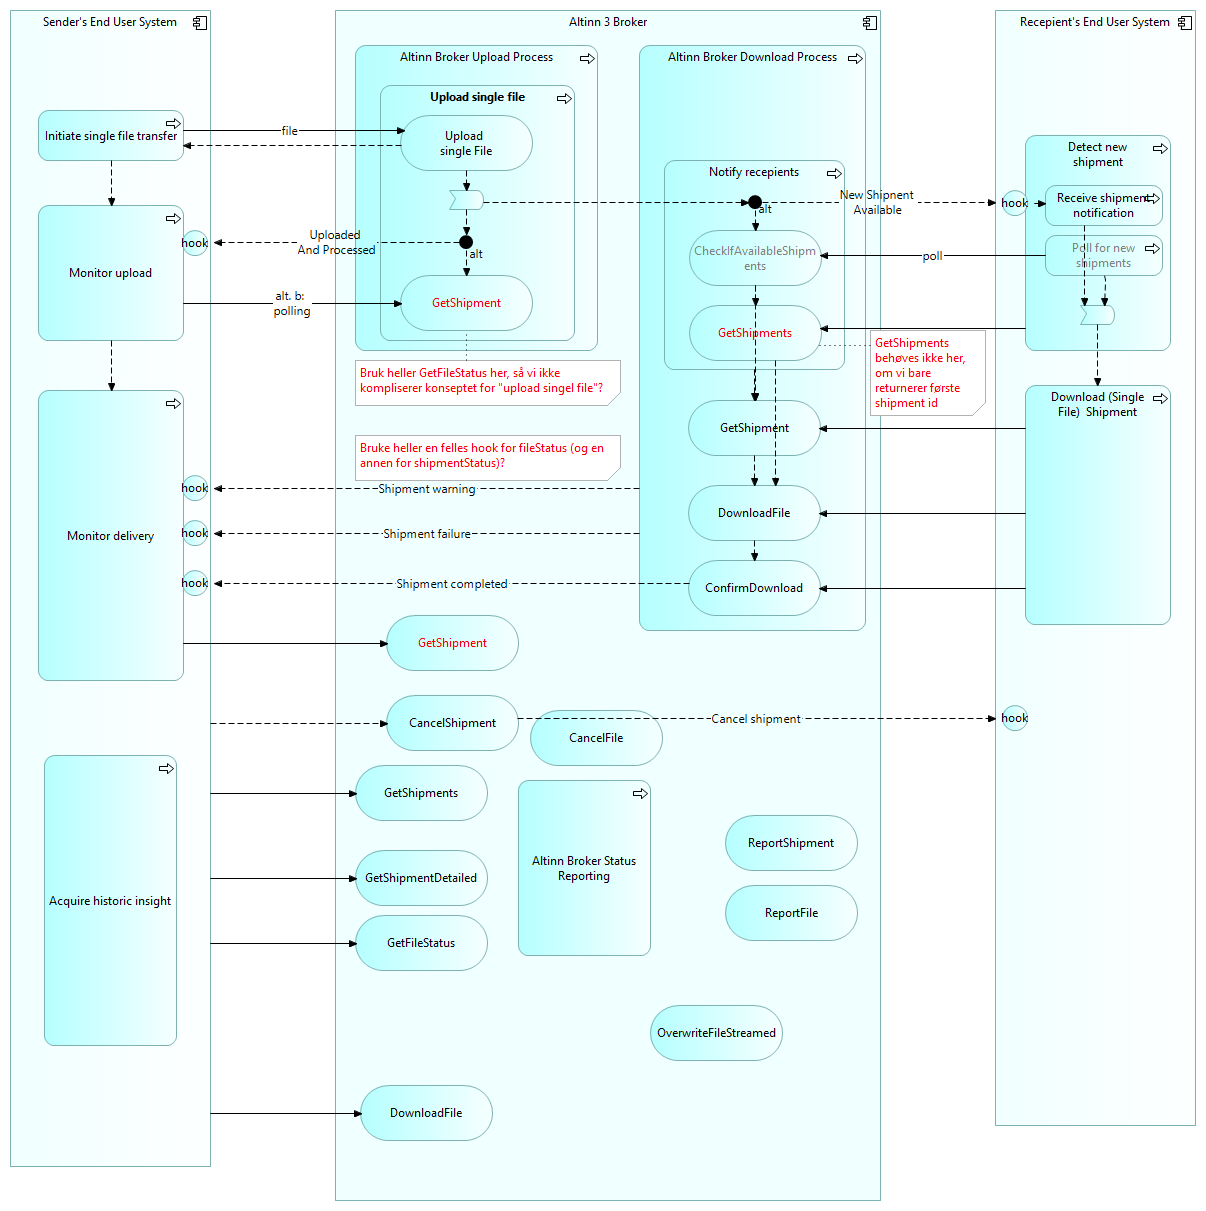 Sender's End User System
Altinn 3 Broker
Recepient's End User System
Altinn Broker Upload Process
Altinn Broker Download Process
Upload single file
Initiate single file transfer
file
Upload
single File
Detect new
shipment
Notify recepients
New Shipnent
Available
alt
hook
Receive shipment
notification
hook
Uploaded
And Processed
alt
CheckIfAvailableShipm
ents
poll
Poll for new
shipments
Monitor upload
alt. b:
polling
GetShipment
GetShipments
GetShipments
behøves ikke her,
om vi bare
returnerer første
shipment id
Bruk heller GetFileStatus her, så vi ikke
kompliserer konseptet for "upload singel file"?
Download (Single
File)  Shipment
GetShipment
Bruke heller en felles hook for fileStatus (og en
annen for shipmentStatus)?
hook
Shipment warning
DownloadFile
hook
Shipment failure
Monitor delivery
hook
Shipment completed
ConfirmDownload
GetShipment
CancelShipment
Cancel shipment
hook
CancelFile
GetShipments
Altinn Broker Status
Reporting
ReportShipment
GetShipmentDetailed
Acquire historic insight
ReportFile
GetFileStatus
OverwriteFileStreamed
DownloadFile